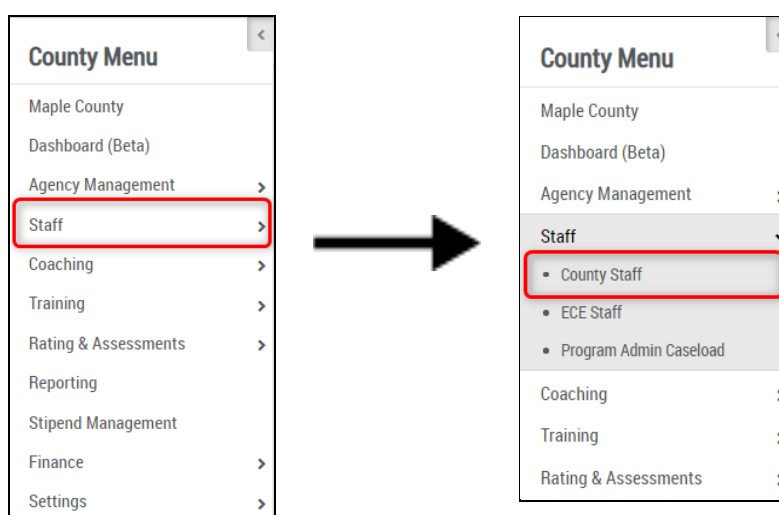 County Menu
Maple County
Dashboard (Beta)
Agency Management
Staff
Coaching
Training
Rating & Assessments
Reporting
Stipend Management
Finance
Settings
County Menu
Maple County
Dashboard (Beta)
Agency Management
Staff
• County Staff
• ECE Staff
• Program Admin Caseload
Coaching
Training
Rating & Assessments